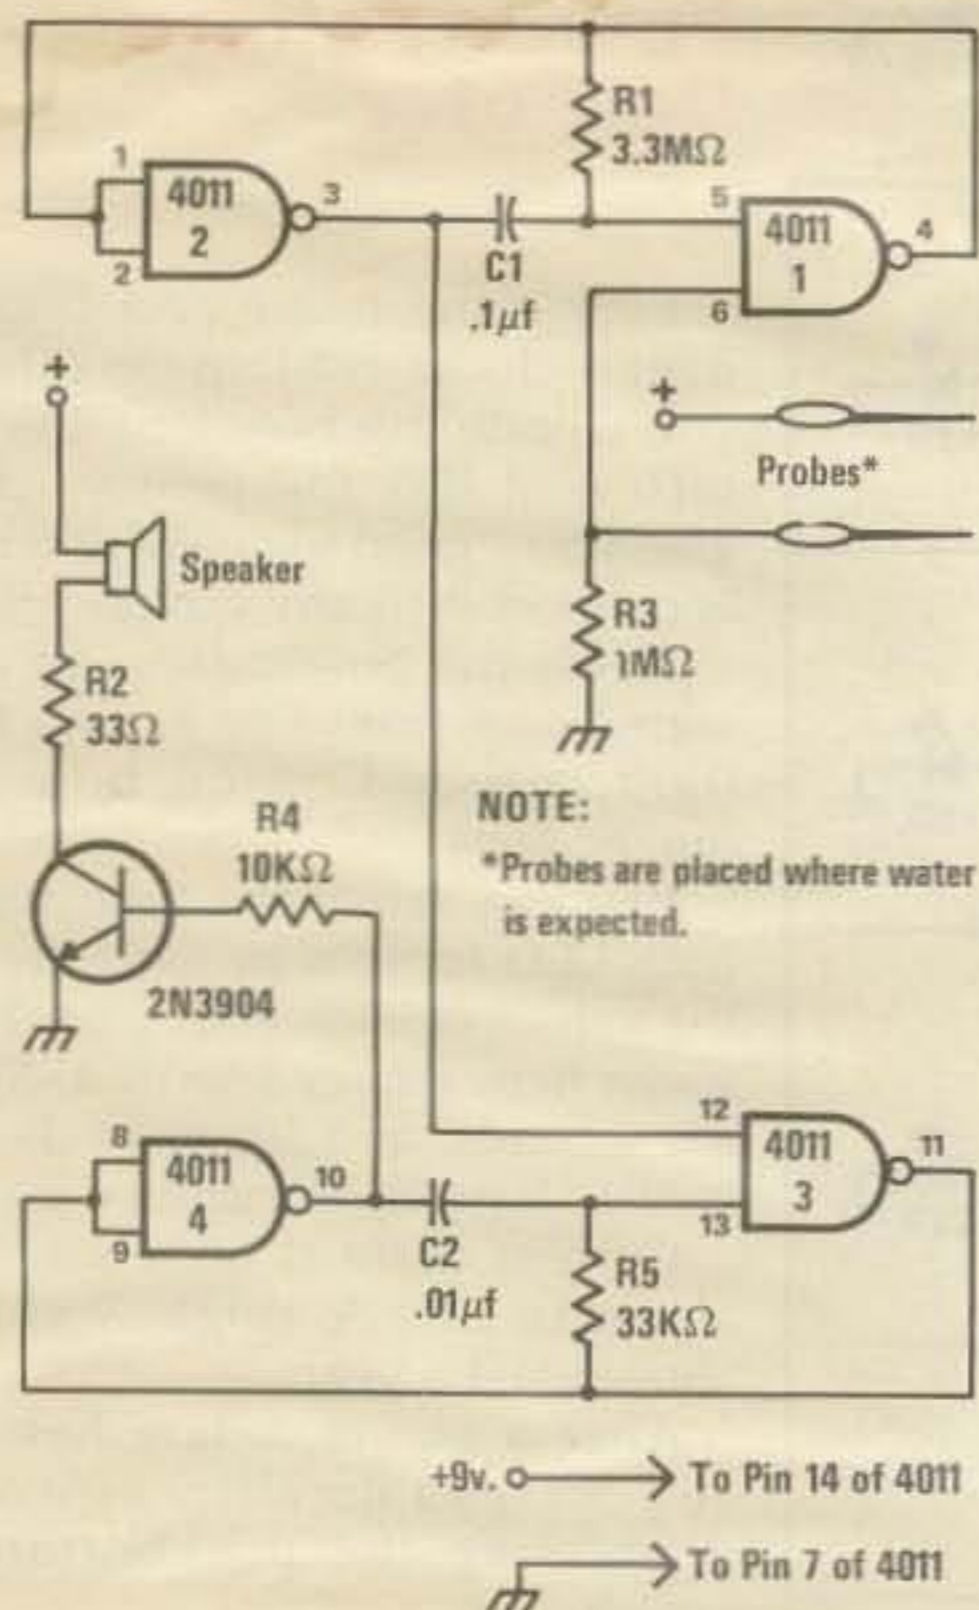 R1
3.3MΩ
1
2
4011
2
3
C1
.1µf
5
6
4011
1
4
+
Speaker
R2
33Ω
+
Probes*
R3
1MΩ
NOTE:
*Probes are placed where water
is expected.
R4
10KΩ
2N3904
8
9
4011
4
10
C2
.01µf
12
13
4011
3
11
R5
33KΩ
+9v.
To Pin 14 of 4011
To Pin 7 of 4011